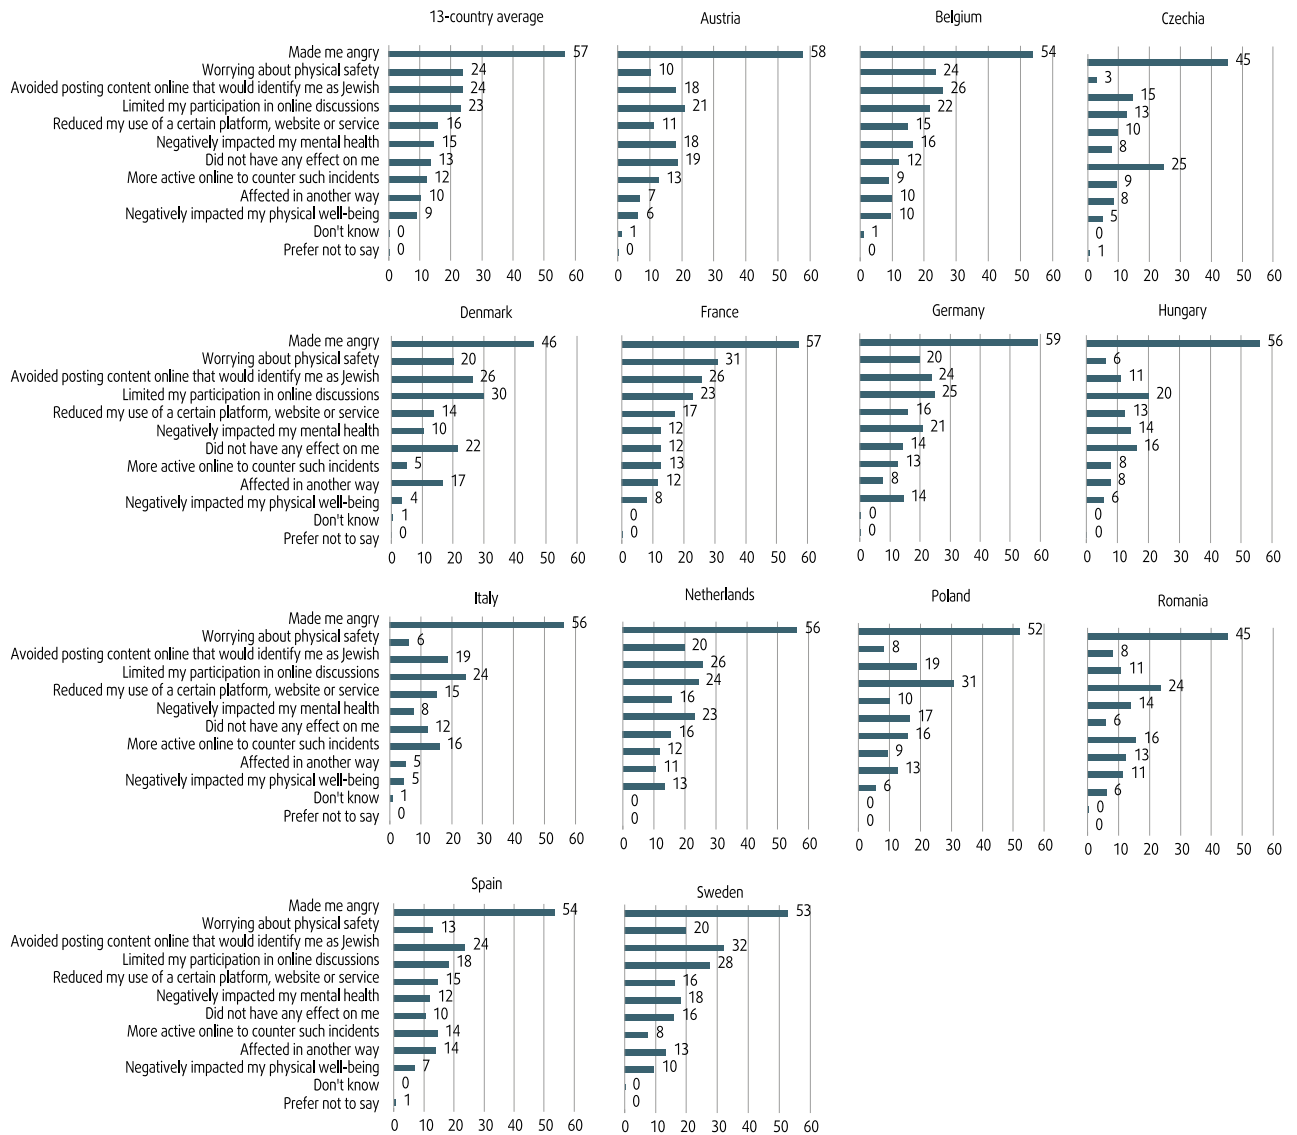 13-country average Austria Belgium Czechia
Made me angry 57 58 54 45
Worrying about physical safety 24 10 24 3
Avoided posting content online that would identify me as Jewish 24 18 26 15
Limited my participation in online discussions 23 21 22 13
Reduced my use of a certain platform, website or service 16 11 15 10
Negatively impacted my mental health 15 18 16 8
Did not have any effect on me 13 19 12 25
More active online to counter such incidents 12 13 9 9
Affected in another way 10 7 10 8
Negatively impacted my physical well-being 9 6 10 5
Don't know 0 1 1 0
Prefer not to say 0 0 0 1
0 10 20 30 40 50 60 0 10 20 30 40 50 60 0 10 20 30 40 50 60 0 10 20 30 40 50 60
Denmark France Germany Hungary
Made me angry 46 57 59 56
Worrying about physical safety 20 31 20 6
Avoided posting content online that would identify me as Jewish 26 26 24 11
Limited my participation in online discussions 30 23 25 20
Reduced my use of a certain platform, website or service 14 17 16 13
Negatively impacted my mental health 10 12 21 14
Did not have any effect on me 22 12 14 16
More active online to counter such incidents 5 13 13 8
Affected in another way 17 12 8 8
Negatively impacted my physical well-being 4 8 14 6
Don't know 1 0 0 0
Prefer not to say 0 0 0 0
0 10 20 30 40 50 60 0 10 20 30 40 50 60 0 10 20 30 40 50 60 0 10 20 30 40 50 60
Italy Netherlands Poland Romania
Made me angry 56 56 52 45
Worrying about physical safety 6 20 8 8
Avoided posting content online that would identify me as Jewish 19 26 19 11
Limited my participation in online discussions 24 24 31 24
Reduced my use of a certain platform, website or service 15 16 10 14
Negatively impacted my mental health 8 23 17 6
Did not have any effect on me 12 16 16 16
More active online to counter such incidents 16 12 9 13
Affected in another way 5 11 13 11
Negatively impacted my physical well-being 5 13 6 6
Don't know 1 0 0 0
Prefer not to say 0 0 0 0
0 10 20 30 40 50 60 0 10 20 30 40 50 60 0 10 20 30 40 50 60 0 10 20 30 40 50 60
Spain Sweden
Made me angry 54 53
Worrying about physical safety 13 20
Avoided posting content online that would identify me as Jewish 24 32
Limited my participation in online discussions 18 28
Reduced my use of a certain platform, website or service 15 16
Negatively impacted my mental health 12 18
Did not have any effect on me 10 16
More active online to counter such incidents 14 8
Affected in another way 14 13
Negatively impacted my physical well-being 7 10
Don't know 0 0
Prefer not to say 1 0
0 10 20 30 40 50 60 0 10 20 30 40 50 60